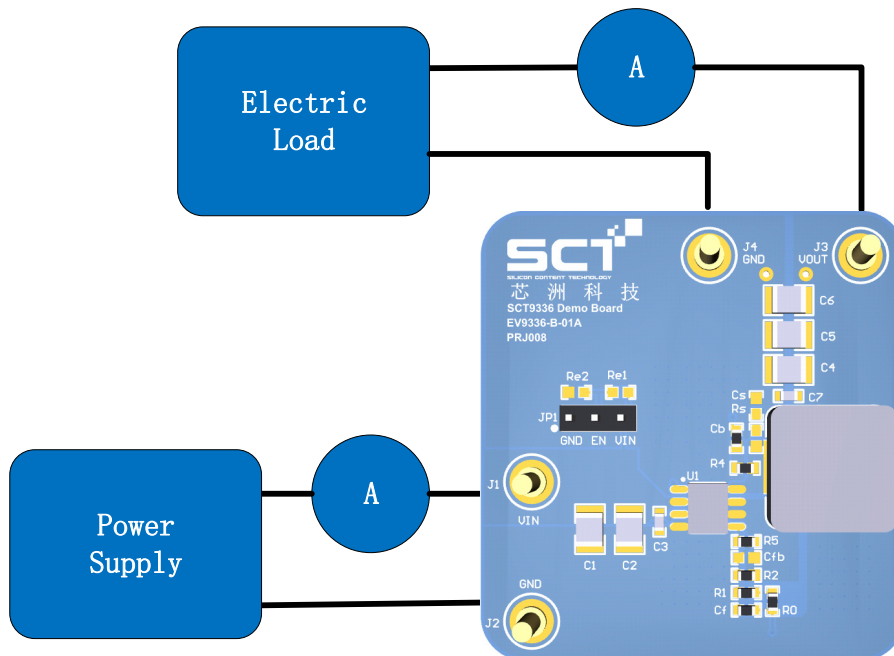 Electric
Load
A
SCT
SILICON CONTENT TECHNOLOGY
芯洲科技
SCT9336 Demo Board
EV9336-B-01A
PRJ008
J4
GND
J3
VOUT
C6
C5
C4
C7
Re2
Re1
JP1
GND EN VIN
Cs
Rs
Cb
R4
U1
J1
VIN
C1
C2
C3
R5
Cfb
R2
R1
Cf
R0
GND
J2
A
Power
Supply